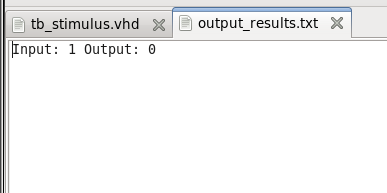 tb_stimulus.vhd output_results.txt
Input: 1 Output: 0